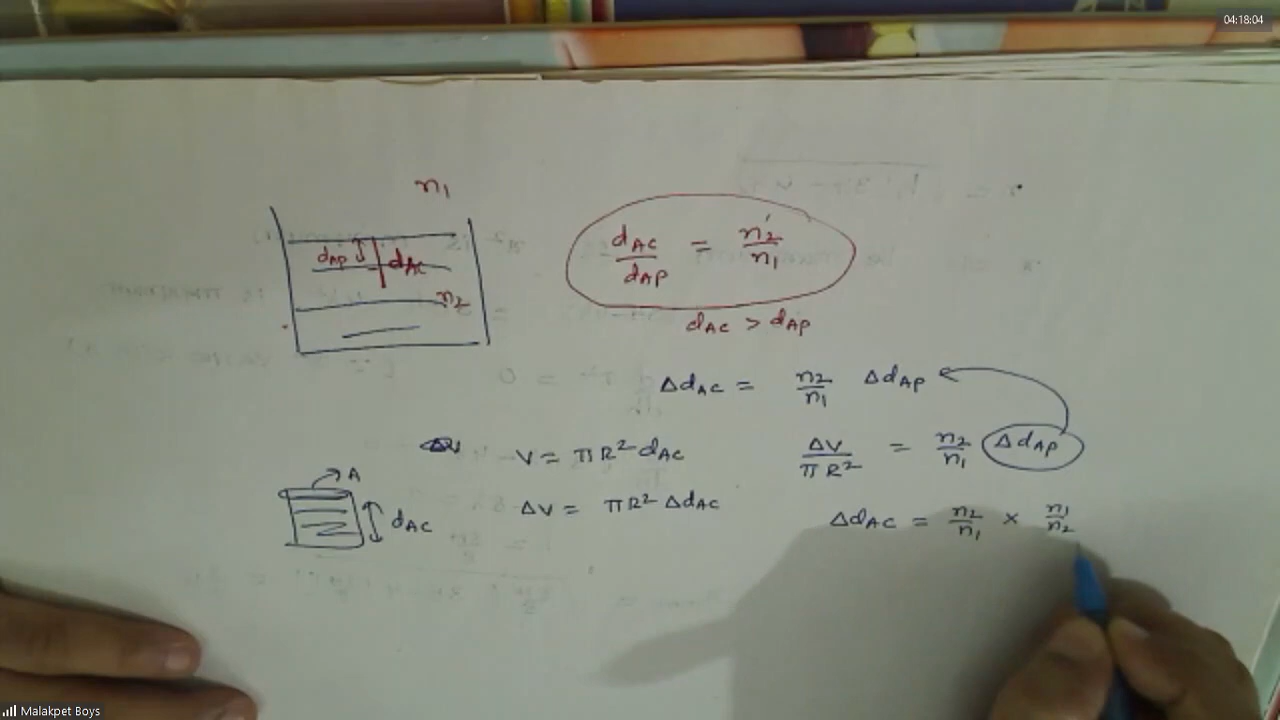 04:18:04
n₁
dAP
dAC
n₂
dAC/dAP = n₂'/n₁
dAC > dAP
ΔdAC = n₂/n₁ ΔdAP
V = πR² dAC
ΔV/πR² = n₂/n₁ ΔdAP
A
dAC
ΔV = πR² ΔdAC
ΔdAC = n₂/n₁ × n₁/n₂
Malakpet Boys